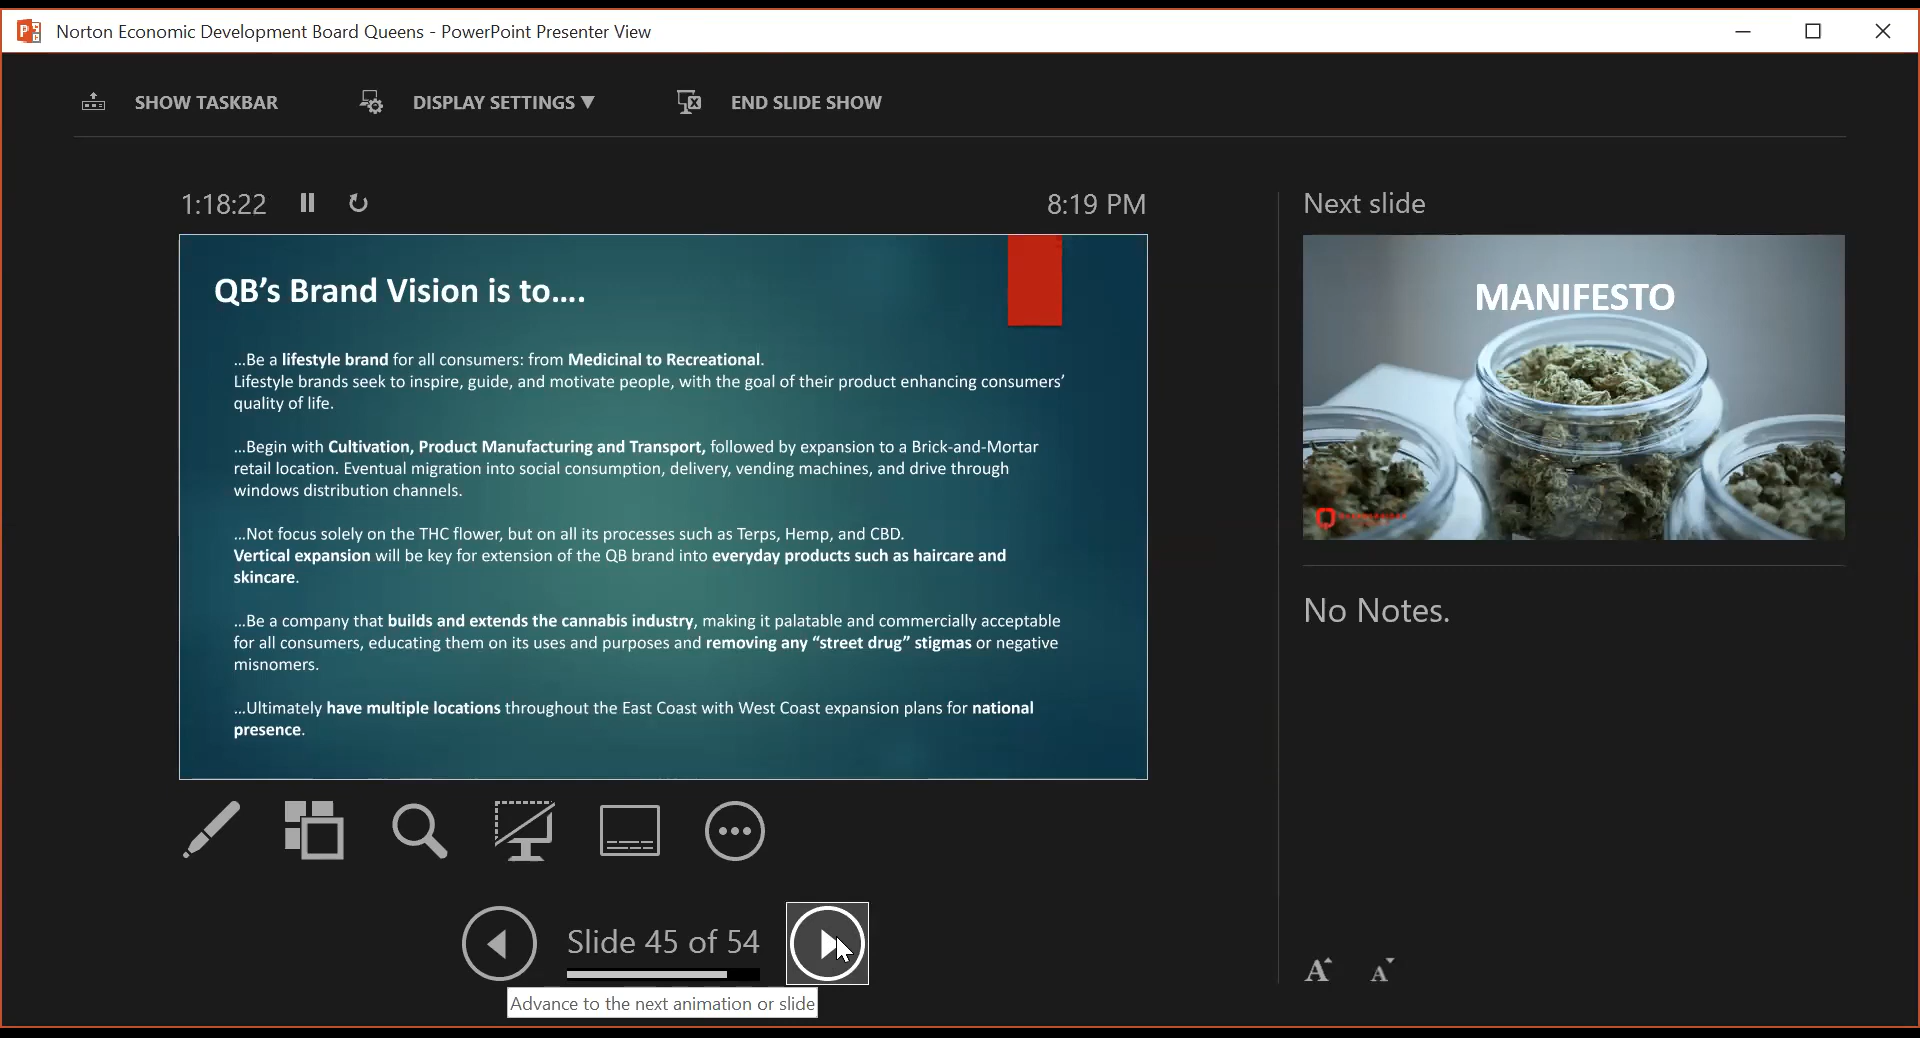 Norton Economic Development Board Queens - PowerPoint Presenter View
SHOW TASKBAR
DISPLAY SETTINGS ▼
END SLIDE SHOW
1:18:22
8:19 PM
QB’s Brand Vision is to....
...Be a lifestyle brand for all consumers: from Medicinal to Recreational.
Lifestyle brands seek to inspire, guide, and motivate people, with the goal of their product enhancing consumers’
quality of life.
...Begin with Cultivation, Product Manufacturing and Transport, followed by expansion to a Brick-and-Mortar
retail location. Eventual migration into social consumption, delivery, vending machines, and drive through
windows distribution channels.
...Not focus solely on the THC flower, but on all its processes such as Terps, Hemp, and CBD.
Vertical expansion will be key for extension of the QB brand into everyday products such as haircare and
skincare.
...Be a company that builds and extends the cannabis industry, making it palatable and commercially acceptable
for all consumers, educating them on its uses and purposes and removing any “street drug” stigmas or negative
misnomers.
...Ultimately have multiple locations throughout the East Coast with West Coast expansion plans for national
presence.
Slide 45 of 54
Advance to the next animation or slide
Next slide
MANIFESTO
No Notes.
A
A